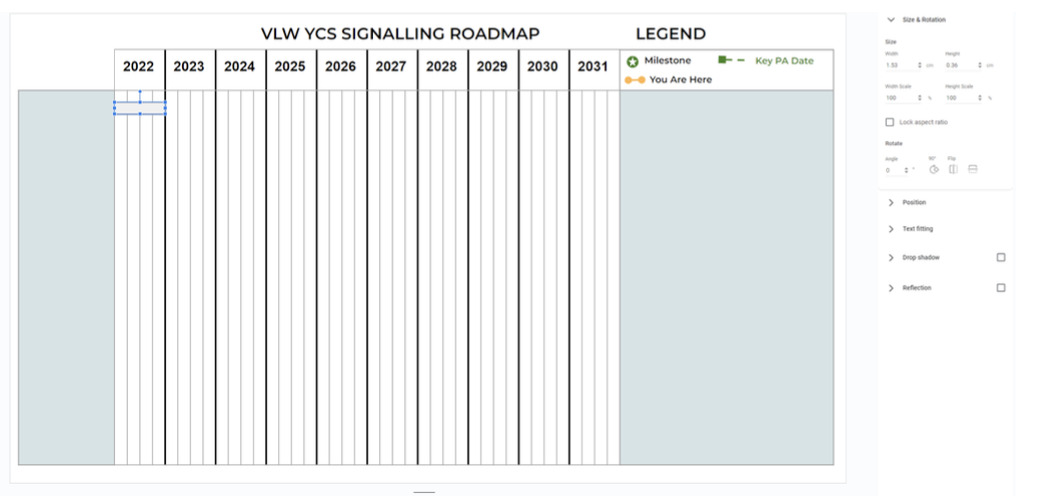 VLW YCS SIGNALLING ROADMAP
LEGEND
2022 2023 2024 2025 2026 2027 2028 2029 2030 2031
Milestone
Key PA Date
You Are Here
Size & Rotation
Size
Width Height
1.53 cm 0.36 cm
Width Scale Height Scale
100 % 100 %
Lock aspect ratio
Rotate
Angle 90° Flip
0 °
Position
Text fitting
Drop shadow
Reflection